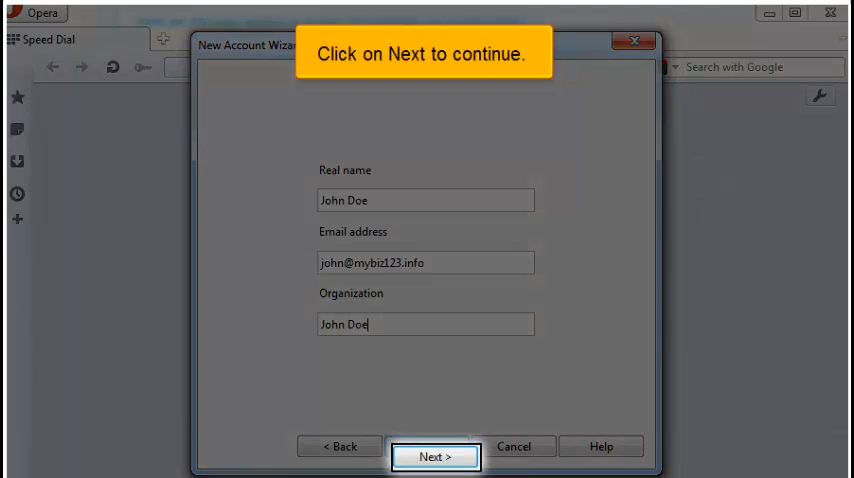 Opera
Speed Dial
New Account Wiza
Click on Next to continue.
Search with Google
Real name
John Doe
Email address
john@mybiz123.info
Organization
John Doe
< Back
Next >
Cancel
Help